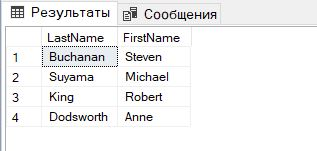 Результаты Сообщения
LastName FirstName
1 Buchanan Steven
2 Suyama Michael
3 King Robert
4 Dodsworth Anne